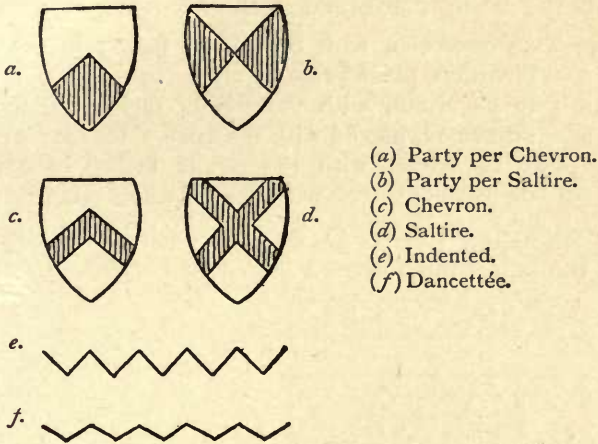 a.
b.
(a) Party per Chevron.
(b) Party per Saltire.
(c) Chevron.
(d) Saltire.
(e) Indented.
(f) Dancettée.
c.
d.
e.
f.